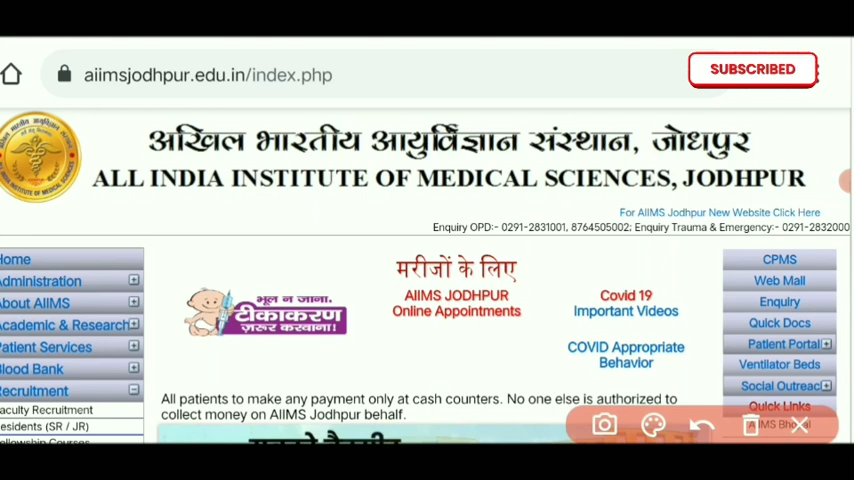 aiimsjodhpur.edu.in/index.php
SUBSCRIBED
अखिल भारतीय आयुर्विज्ञान संस्थान, जोधपुर
ALL INDIA INSTITUTE OF MEDICAL SCIENCES, JODHPUR
For AIIMS Jodhpur New Website Click Here
Enquiry OPD:- 0291-2831001, 8764505002; Enquiry Trauma & Emergency:- 0291-2832000
Home
Administration
About AIIMS
Academic & Research
Patient Services
Blood Bank
Recruitment
aculty Recruitment
esidents (SR / JR)
ellowship Courses
भूल न जाना,
टीकाकरण
ज़रूर करवाना!
मरीजों के लिए
AIIMS JODHPUR
Online Appointments
Covid 19
Important Videos
COVID Appropriate
Behavior
All patients to make any payment only at cash counters. No one else is authorized to
collect money on AIIMS Jodhpur behalf.
CPMS
Web Mail
Enquiry
Quick Docs
Patient Portal
Ventilator Beds
Social Outreac
Quick Links
AIIMS Bhopal